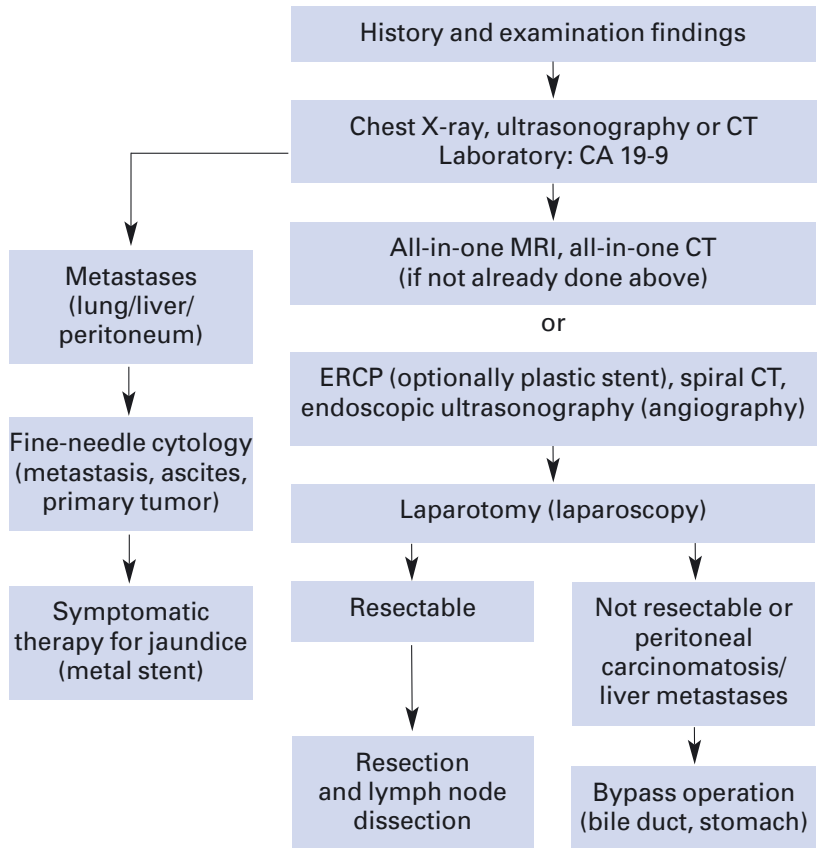 History and examination findings
Chest X-ray, ultrasonography or CT
Laboratory: CA 19-9
All-in-one MRI, all-in-one CT
(if not already done above)
or
ERCP (optionally plastic stent), spiral CT,
endoscopic ultrasonography (angiography)
Laparotomy (laparoscopy)
Metastases
(lung/liver/
peritoneum)
Fine-needle cytology
(metastasis, ascites,
primary tumor)
Symptomatic
therapy for jaundice
(metal stent)
Resectable
Resection
and lymph node
dissection
Not resectable or
peritoneal
carcinomatosis/
liver metastases
Bypass operation
(bile duct, stomach)